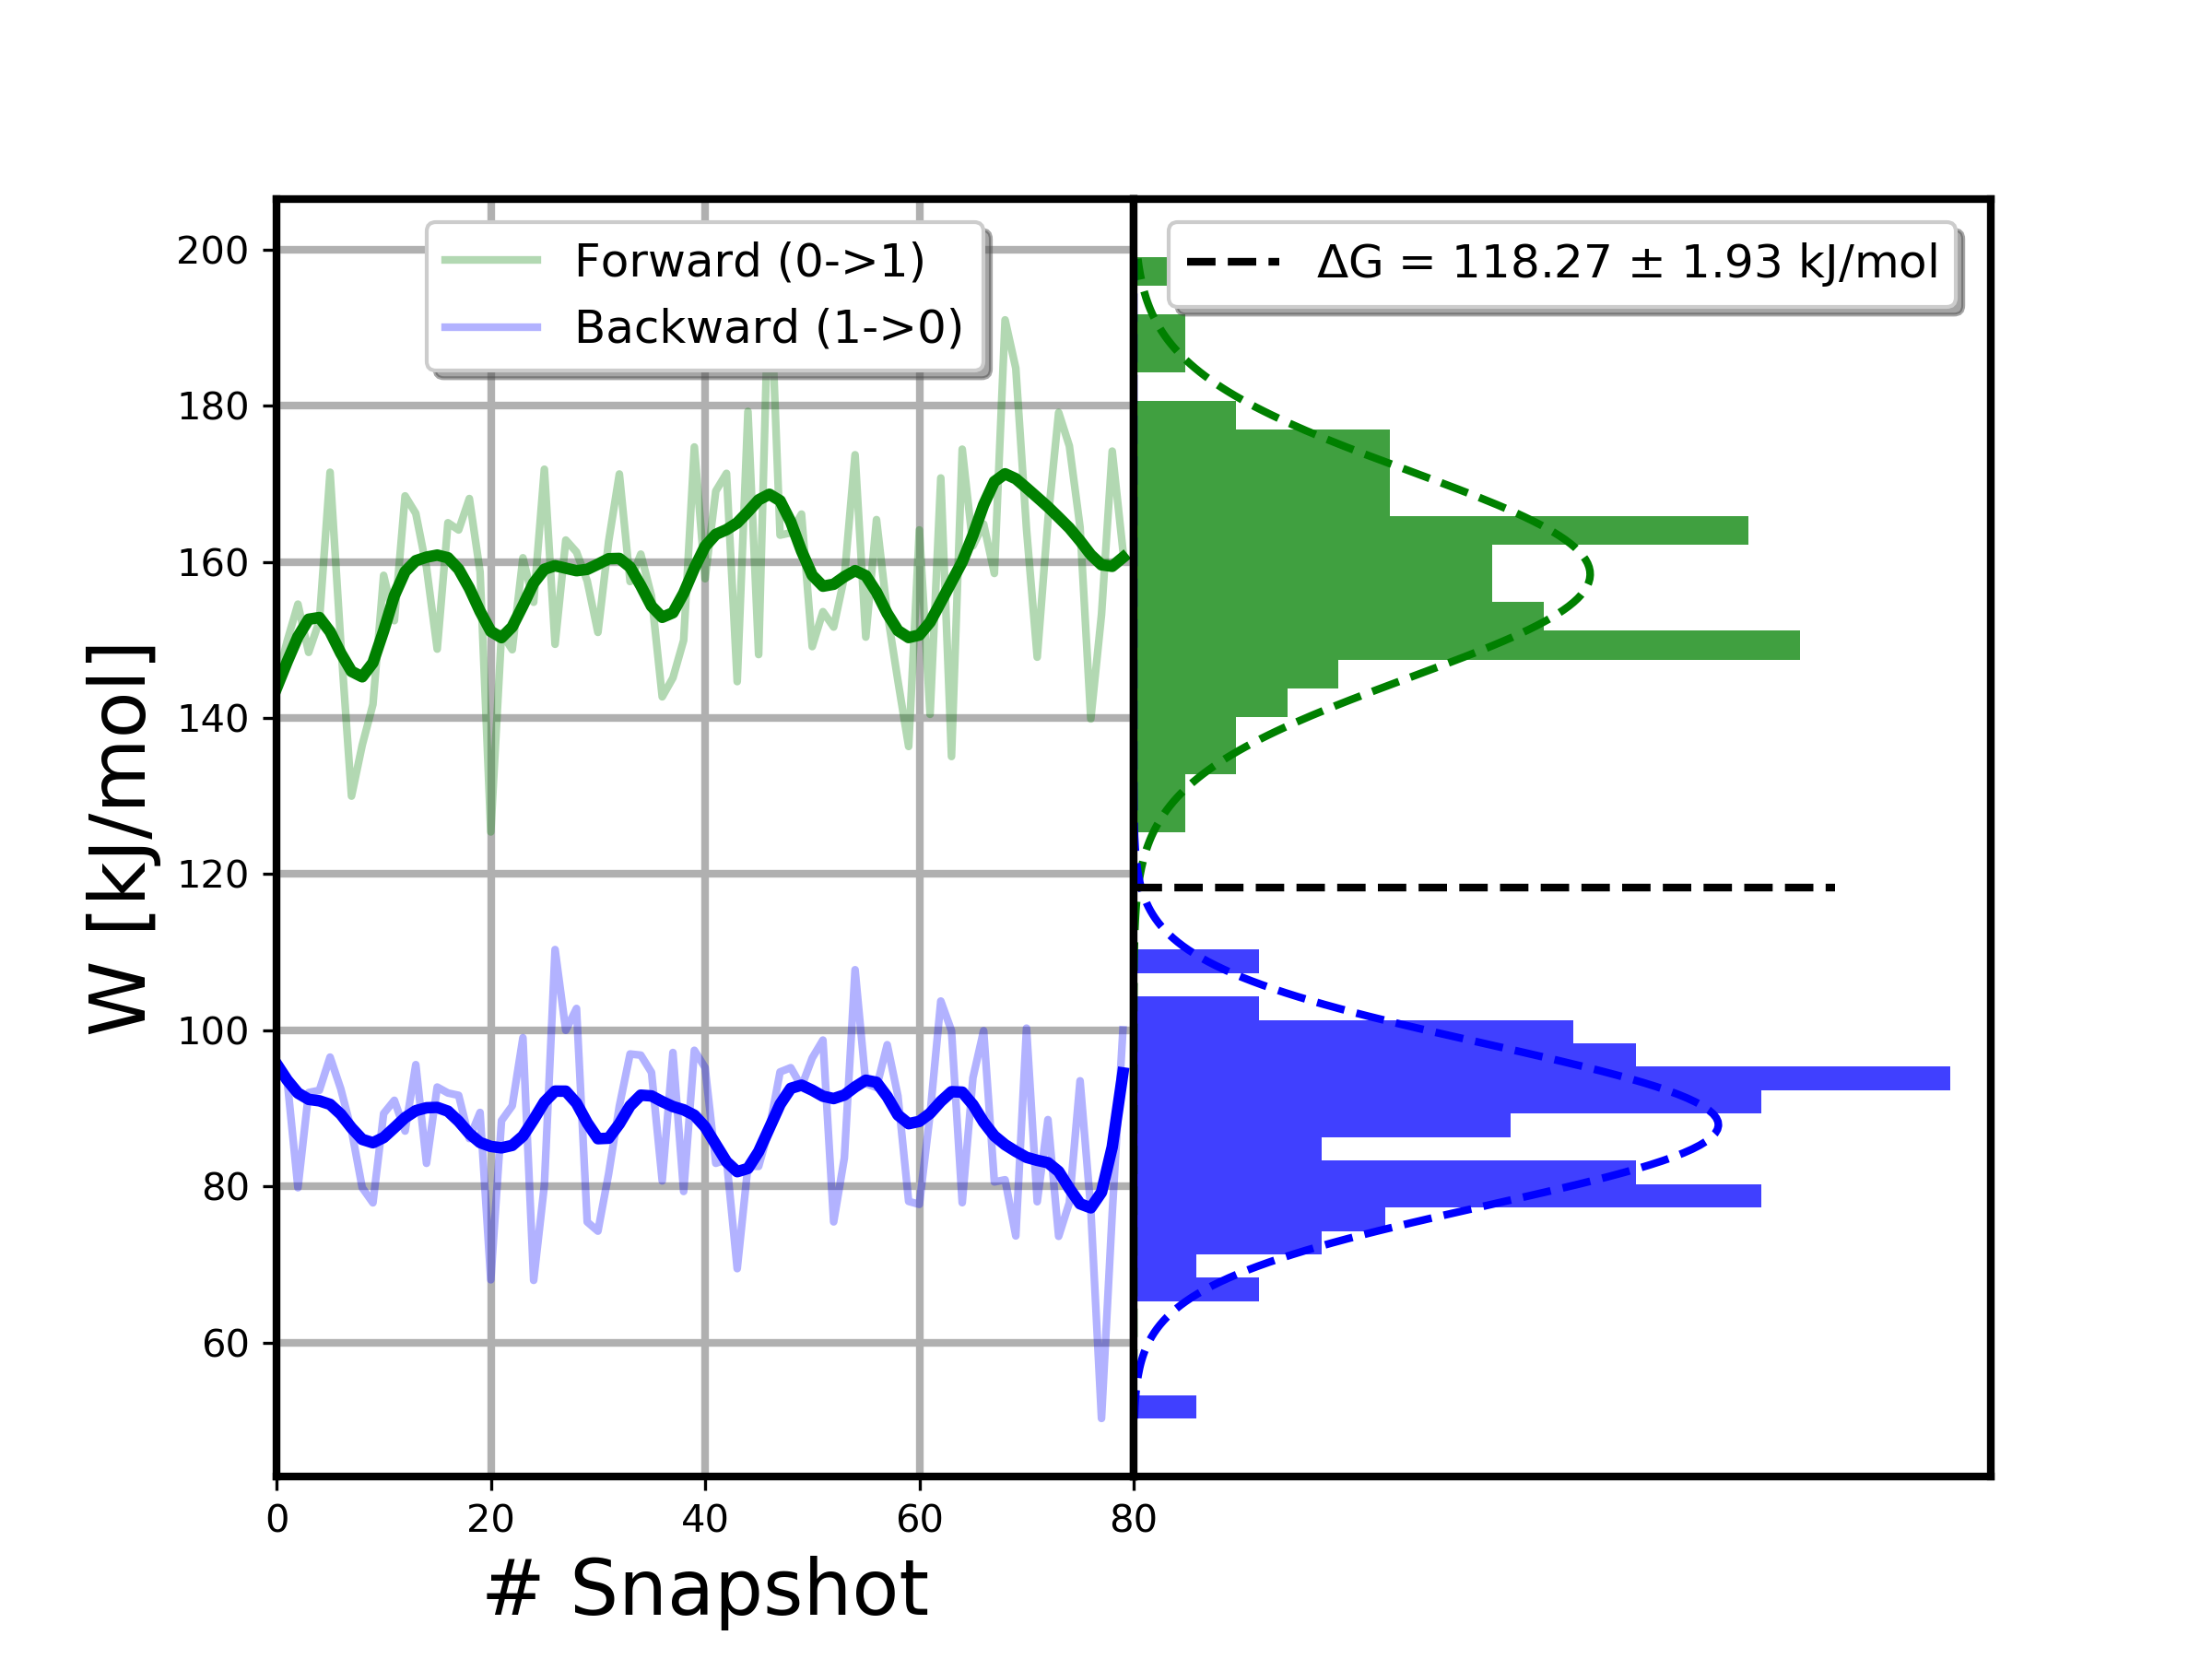 Forward (0->1)
Backward (1->0)
ΔG = 118.27 ± 1.93 kJ/mol
W [kJ/mol]
200
180
160
140
120
100
80
60
0 20 40 60 80
# Snapshot